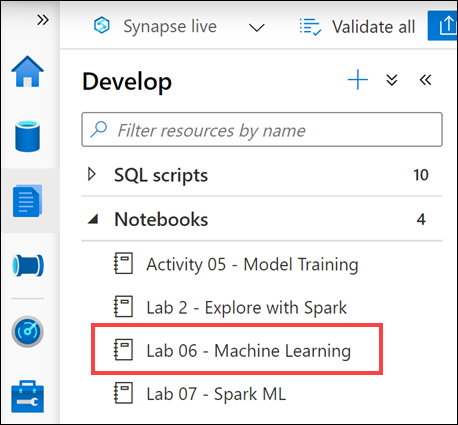 Synapse live
Validate all
Develop
Filter resources by name
SQL scripts 10
Notebooks 4
Activity 05 - Model Training
Lab 2 - Explore with Spark
Lab 06 - Machine Learning
Lab 07 - Spark ML